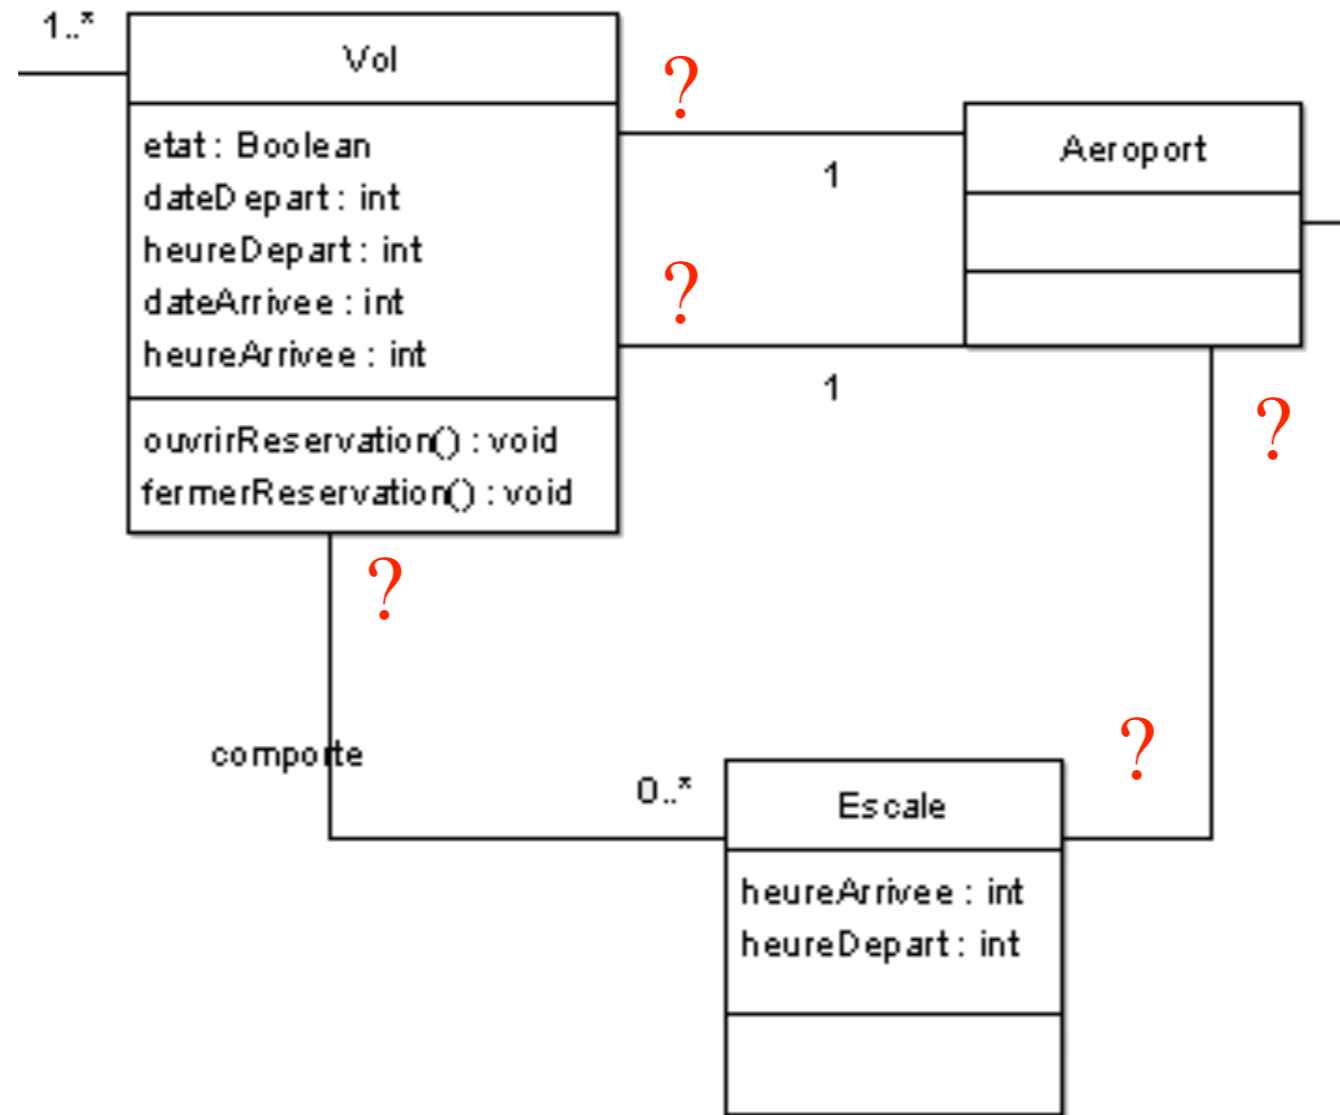 1..*
Vol
etat : Boolean
dateDepart : int
heureDepart : int
dateArrivee : int
heureArrivee : int
ouvrirReservation() : void
fermerReservation() : void
?
1
?
1
Aeroport
?
?
comporte
0..*
?
Escale
heureArrivee : int
heureDepart : int